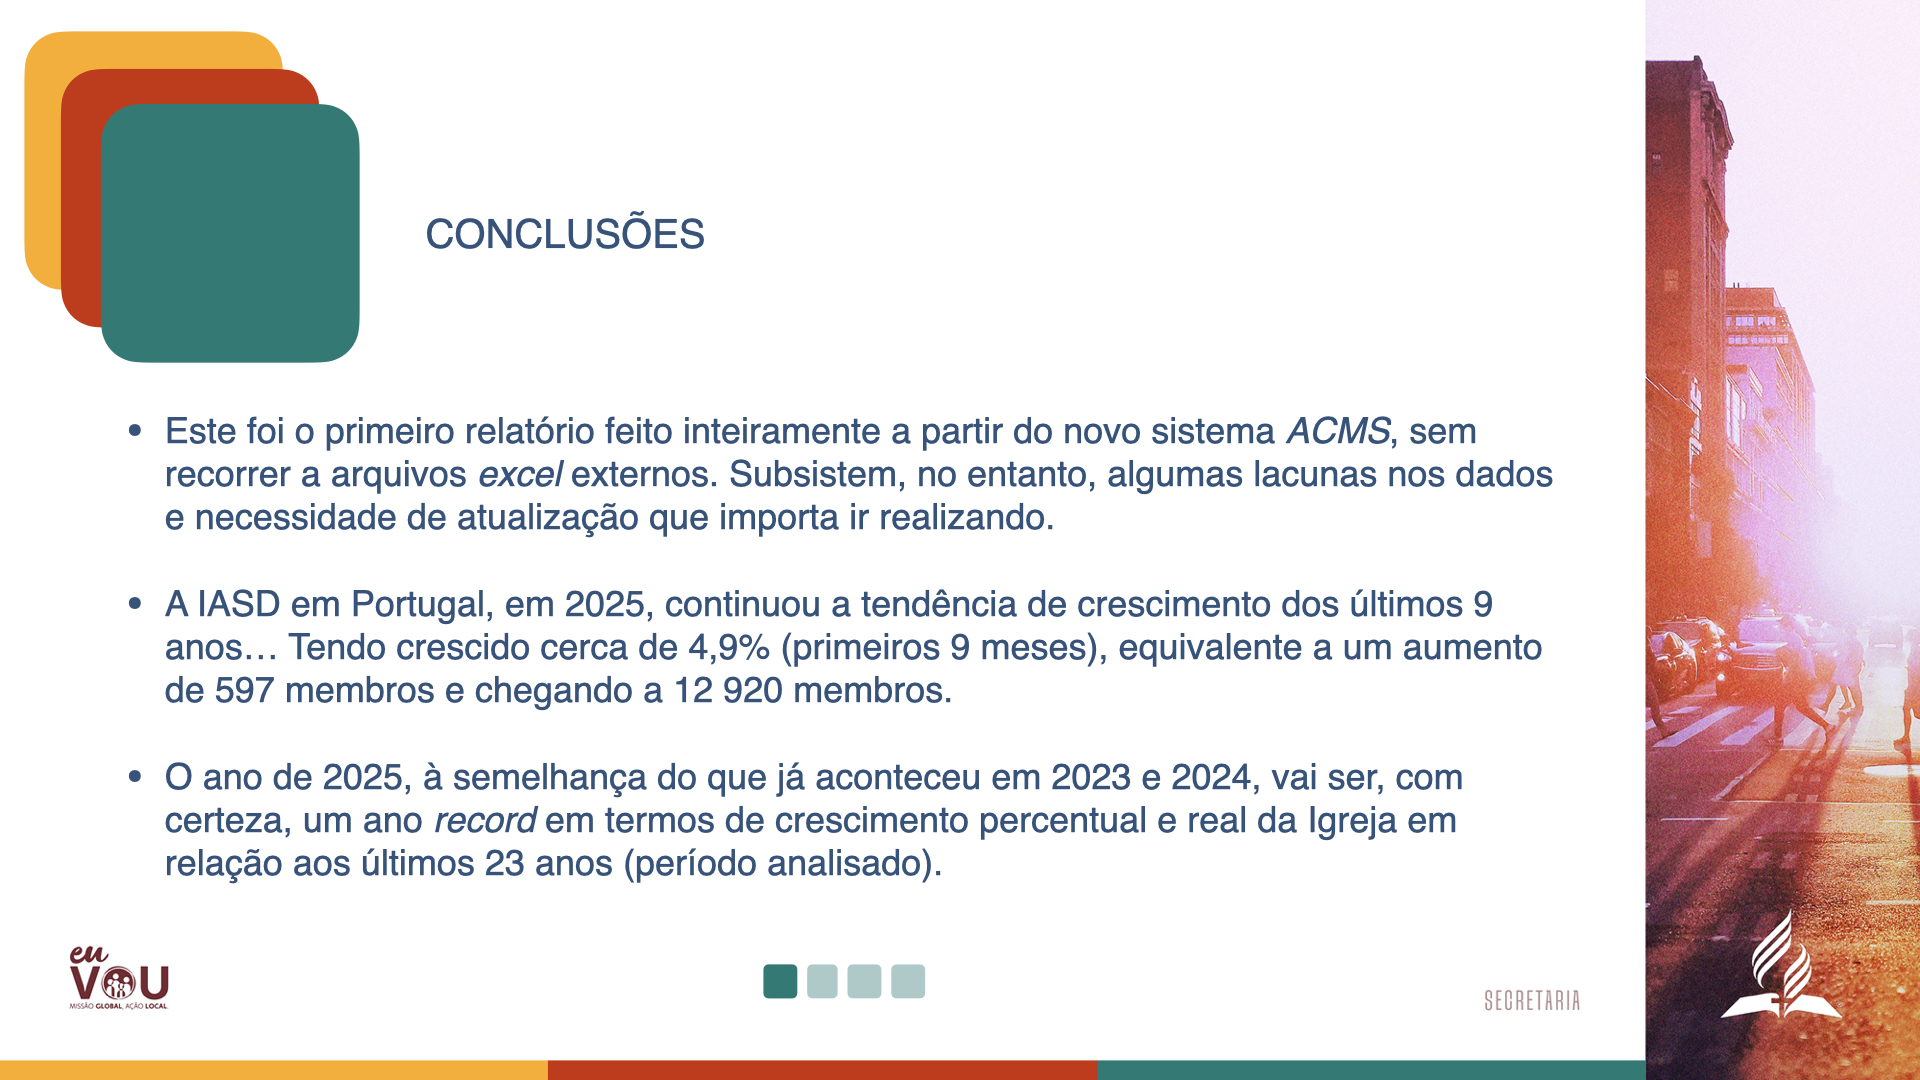 CONCLUSÕES
• Este foi o primeiro relatório feito inteiramente a partir do novo sistema ACMS, sem
recorrer a arquivos excel externos. Subsistem, no entanto, algumas lacunas nos dados
e necessidade de atualização que importa ir realizando.
• A IASD em Portugal, em 2025, continuou a tendência de crescimento dos últimos 9
anos… Tendo crescido cerca de 4,9% (primeiros 9 meses), equivalente a um aumento
de 597 membros e chegando a 12 920 membros.
• O ano de 2025, à semelhança do que já aconteceu em 2023 e 2024, vai ser, com
certeza, um ano record em termos de crescimento percentual e real da Igreja em
relação aos últimos 23 anos (período analisado).
eu
VOU
MISSÃO GLOBAL, AÇÃO LOCAL
SECRETARIA